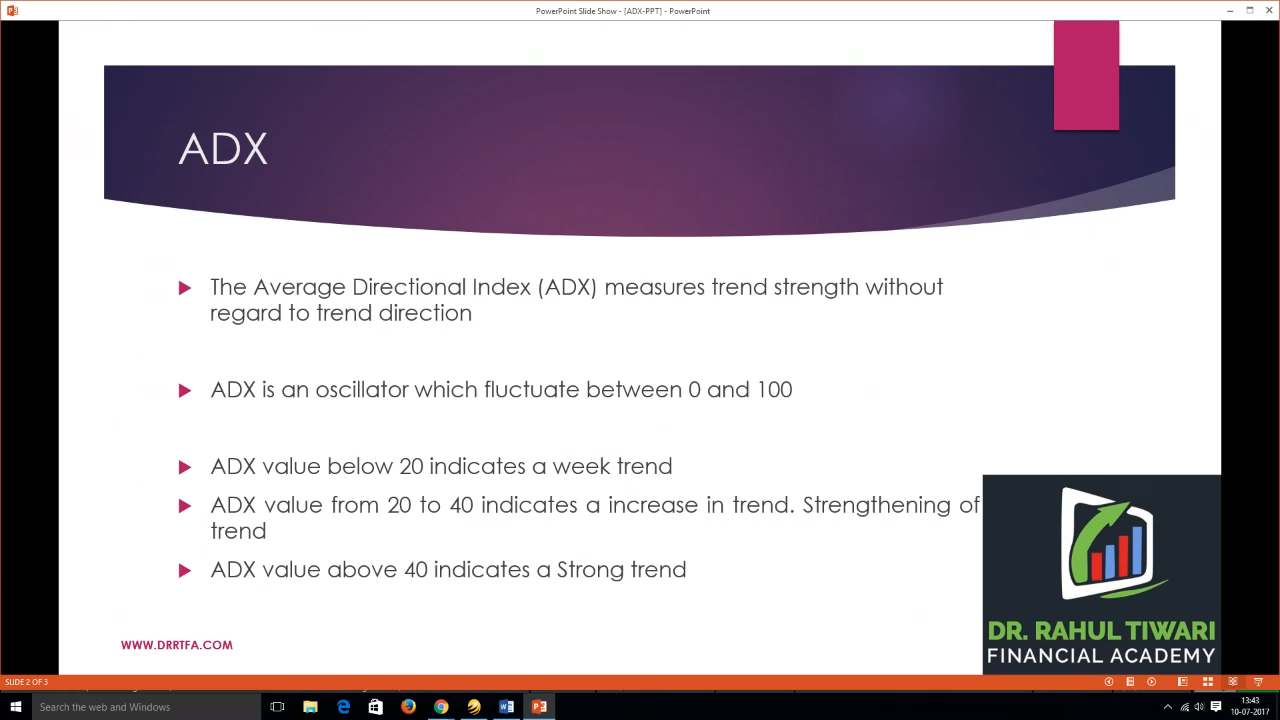 PowerPoint Slide Show - [ADX-PPT] - PowerPoint
ADX
The Average Directional Index (ADX) measures trend strength without
regard to trend direction
ADX is an oscillator which fluctuate between 0 and 100
ADX value below 20 indicates a week trend
ADX value from 20 to 40 indicates a increase in trend. Strengthening of
trend
ADX value above 40 indicates a Strong trend
DR. RAHUL TIWARI
FINANCIAL ACADEMY
WWW.DRRTFA.COM
SLIDE 2 OF 3
Search the web and Windows
13:43
10-07-2017